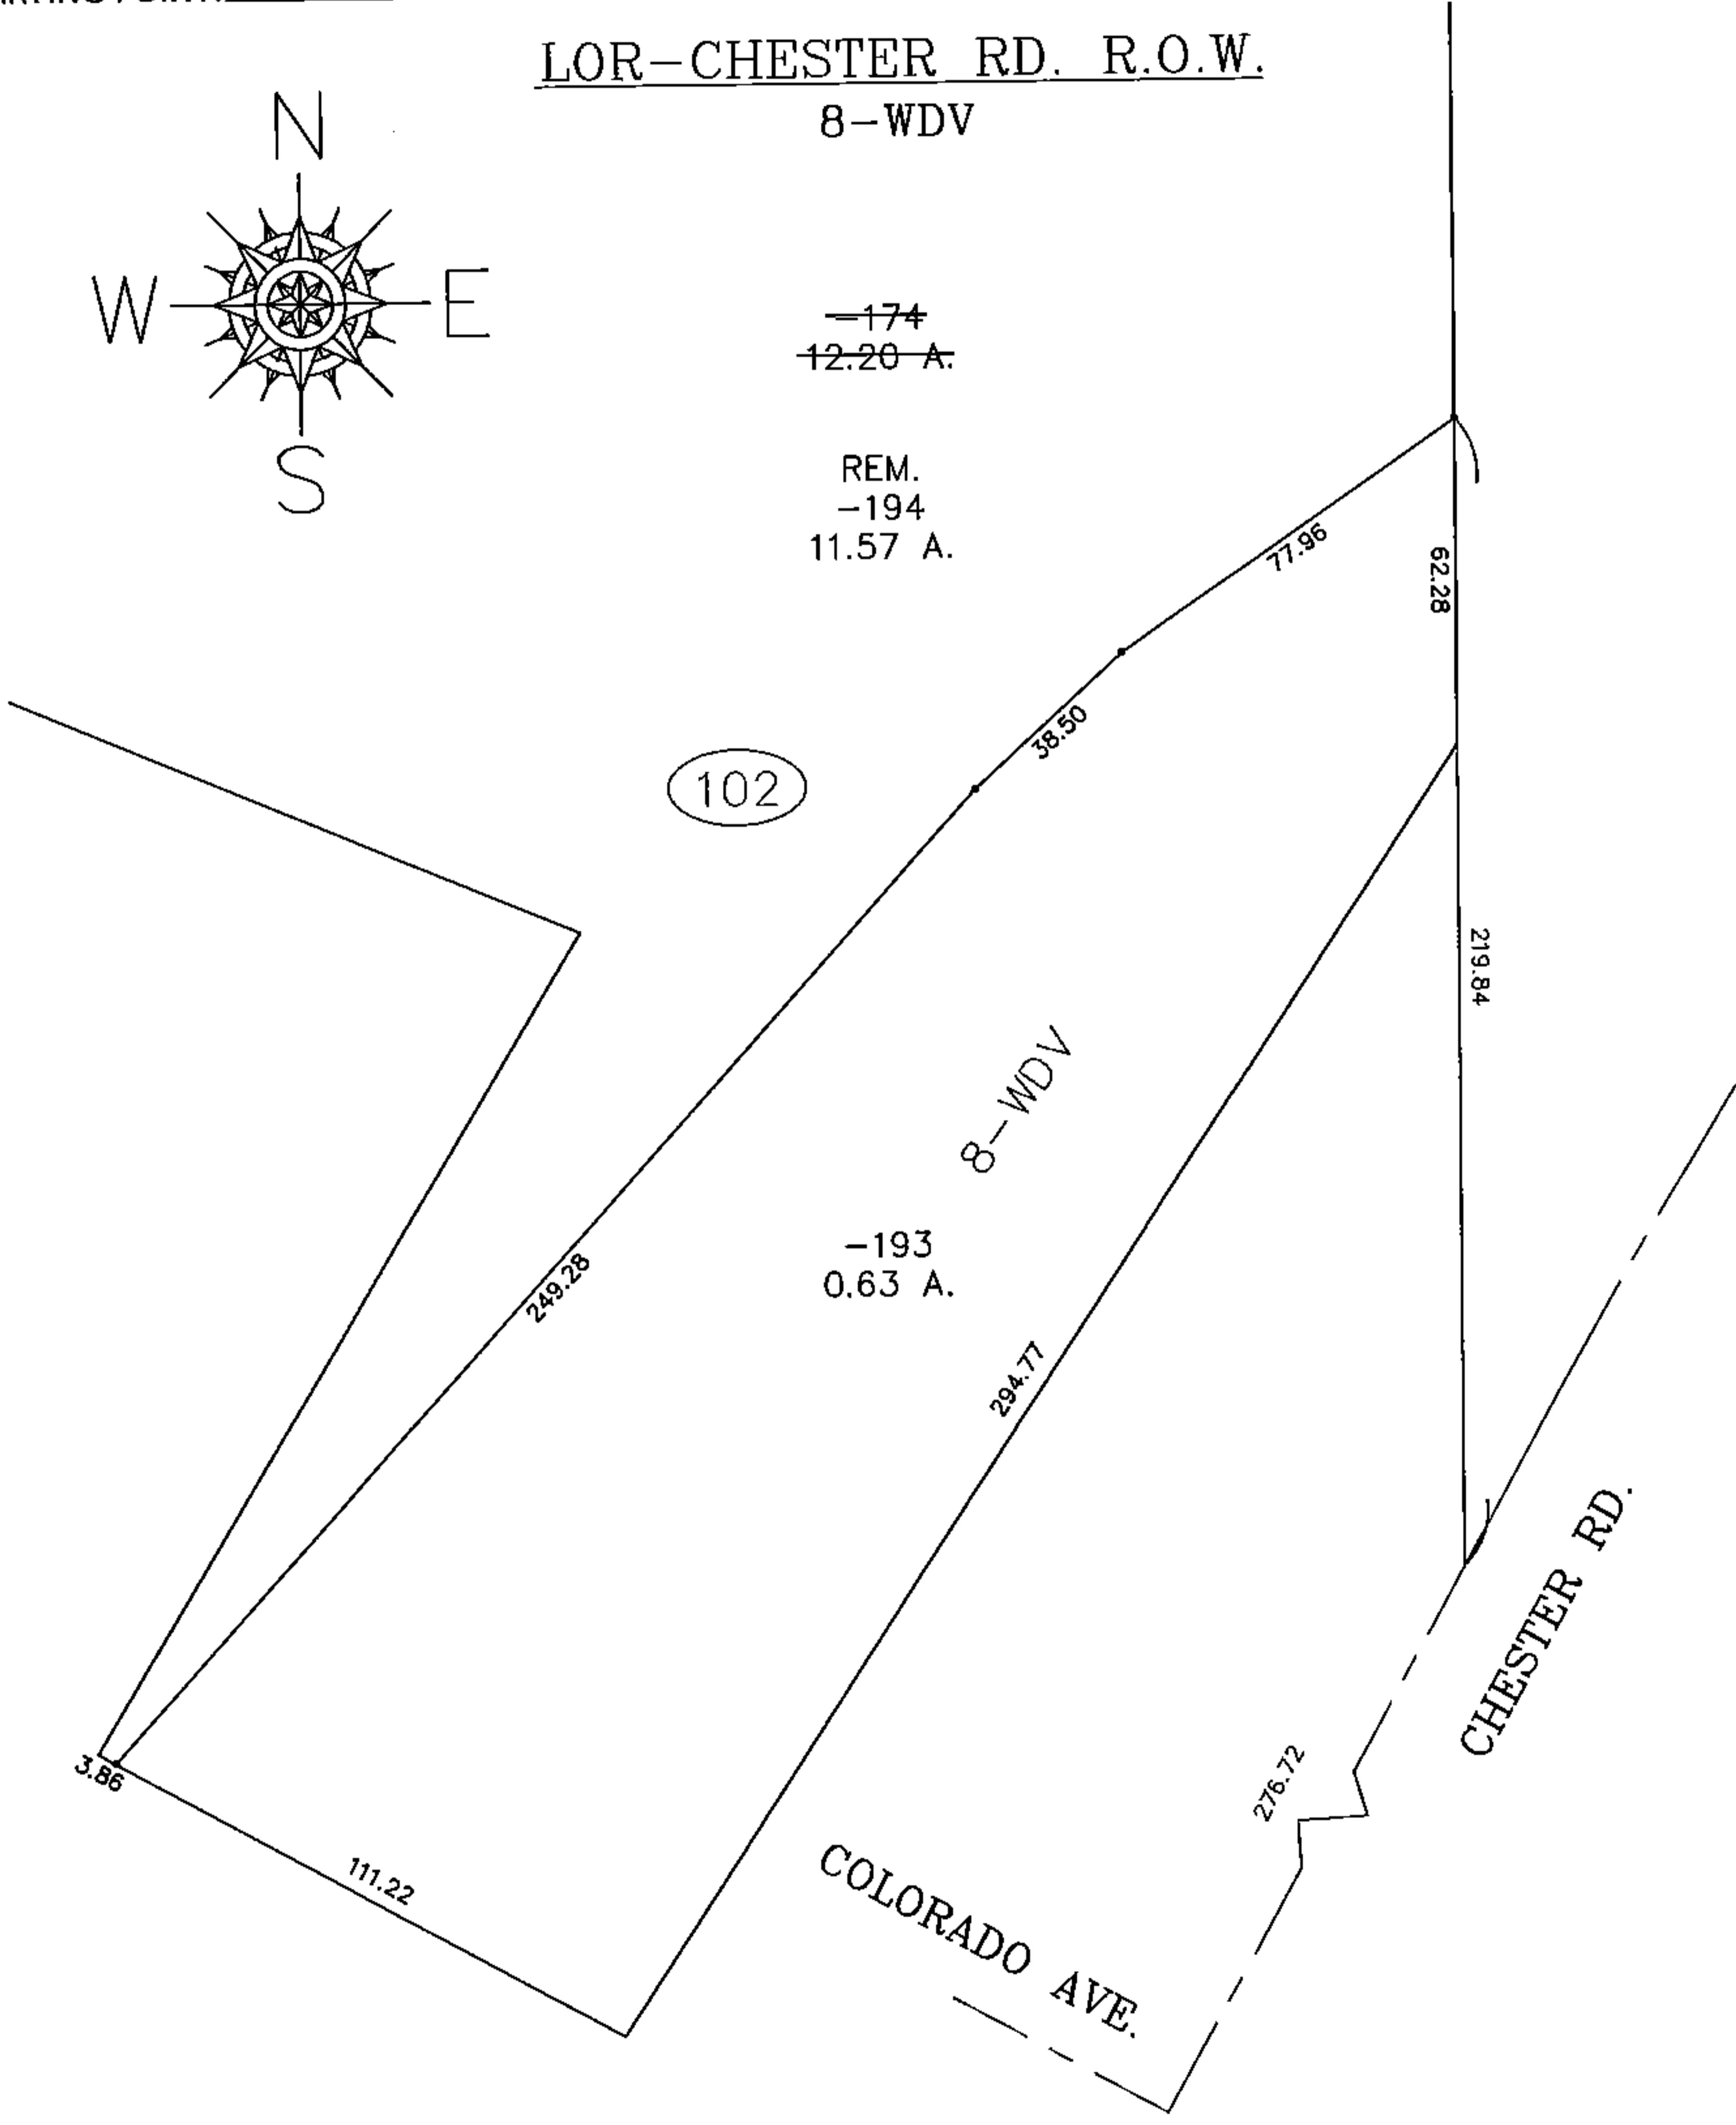 LOR-CHESTER RD. R.O.W.
8-WDV
N
W
E
S
-174
12.20 A.
REM.
-194
11.57 A.
77.96
62.28
38.50
102
219.84
8-WDV
-193
0.63 A.
249.28
294.77
CHESTER RD.
3.86
276.72
111.22
COLORADO AVE.